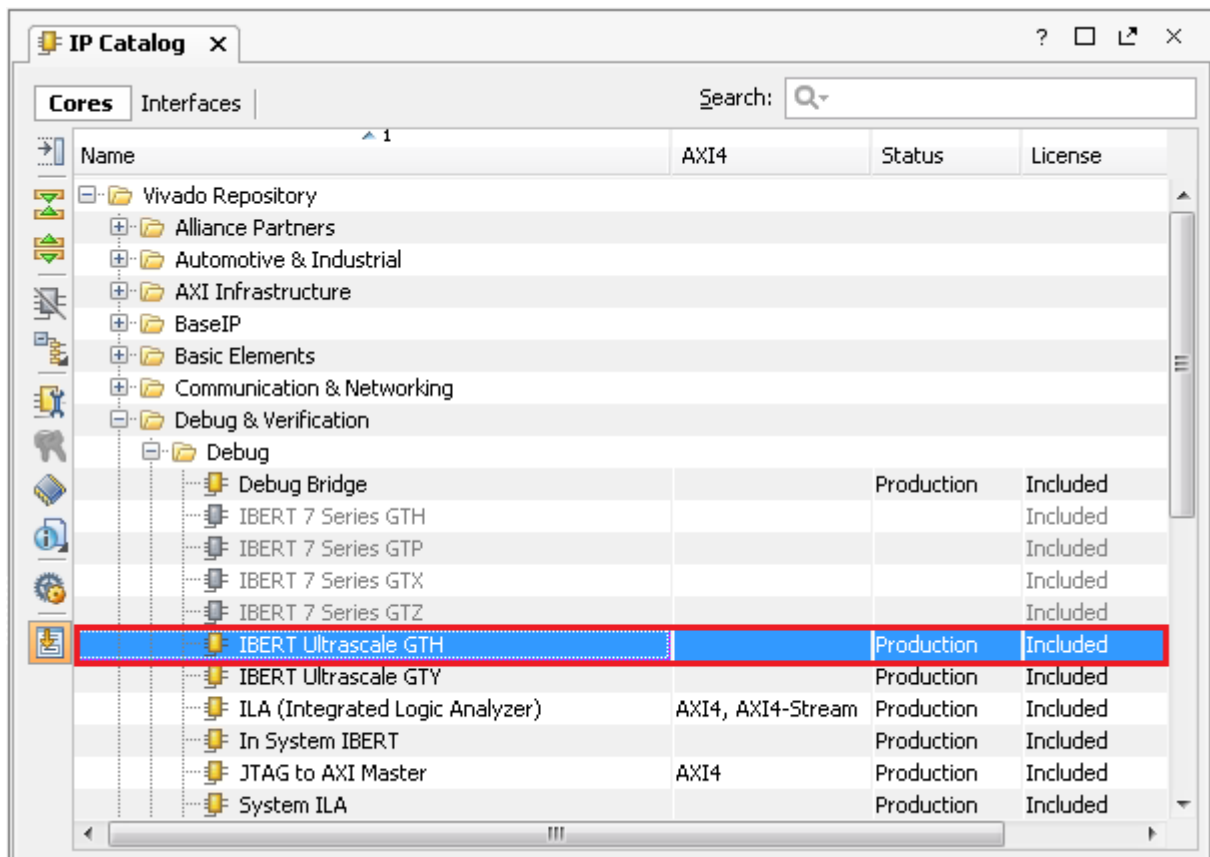 IP Catalog
Cores Interfaces Search:
1
Name AXI4 Status License
Vivado Repository
Alliance Partners
Automotive & Industrial
AXI Infrastructure
BaseIP
Basic Elements
Communication & Networking
Debug & Verification
Debug
Debug Bridge Production Included
IBERT 7 Series GTH Included
IBERT 7 Series GTP Included
IBERT 7 Series GTX Included
IBERT 7 Series GTZ Included
IBERT Ultrascale GTH Production Included
IBERT Ultrascale GTY Production Included
ILA (Integrated Logic Analyzer) AXI4, AXI4-Stream Production Included
In System IBERT Production Included
JTAG to AXI Master AXI4 Production Included
System ILA Production Included